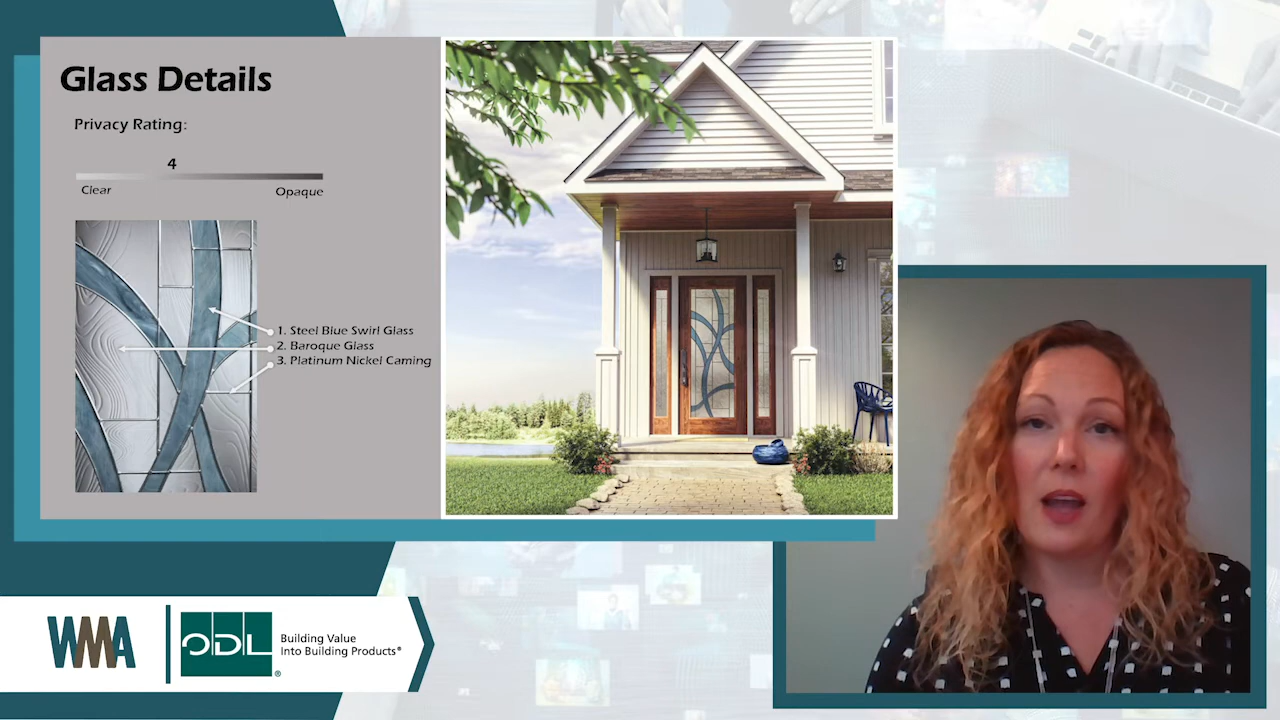 Glass Details
Privacy Rating:
4
Clear
Opaque
1. Steel Blue Swirl Glass
2. Baroque Glass
3. Platinum Nickel Caming
WMA
ODL®
Building Value
Into Building Products®